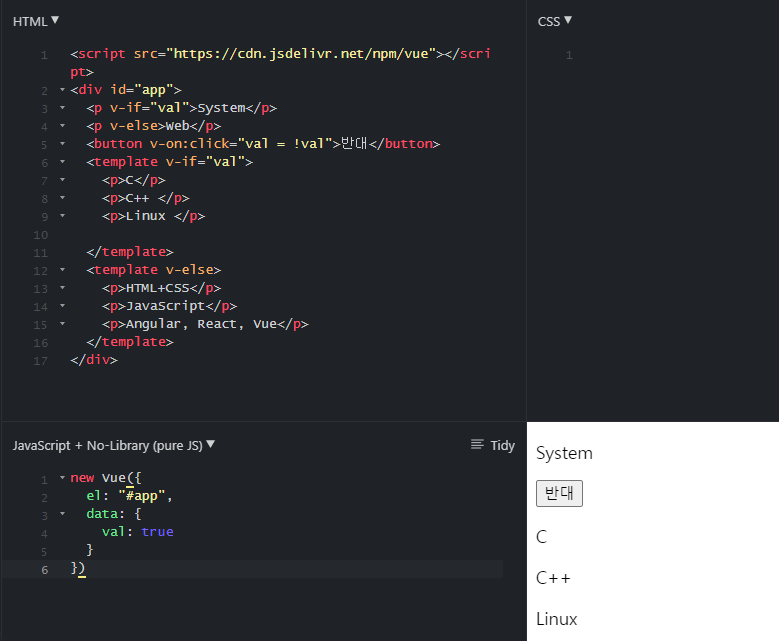 HTML ▼
1 <script src="https://cdn.jsdelivr.net/npm/vue"></scri
pt>
2 <div id="app">
3 <p v-if="val">System</p>
4 <p v-else>Web</p>
5 <button v-on:click="val = !val">반대</button>
6 <template v-if="val">
7 <p>C</p>
8 <p>C++ </p>
9 <p>Linux </p>
10
11 </template>
12 <template v-else>
13 <p>HTML+CSS</p>
14 <p>JavaScript</p>
15 <p>Angular, React, Vue</p>
16 </template>
17 </div>
CSS ▼
1
JavaScript + No-Library (pure JS) ▼
Tidy
1 new Vue({
2 el: "#app",
3 data: {
4 val: true
5 }
6 })
System
반대
C
C++
Linux